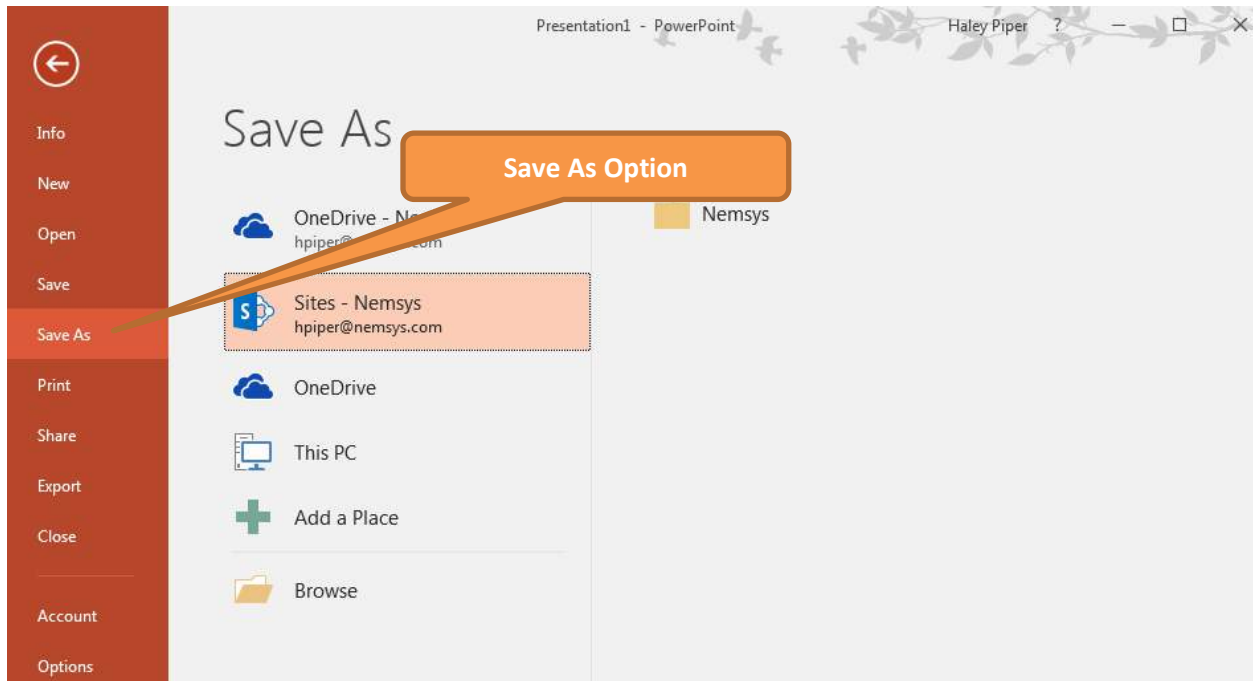 Presentation1 - PowerPoint
Haley Piper ?
Info
New
Open
Save
Save As
Print
Share
Export
Close
Account
Options
Save As
Save As Option
OneDrive -
Sites - Nemsys
hpiper@nemsys.com
OneDrive
This PC
Add a Place
Browse
Nemsys